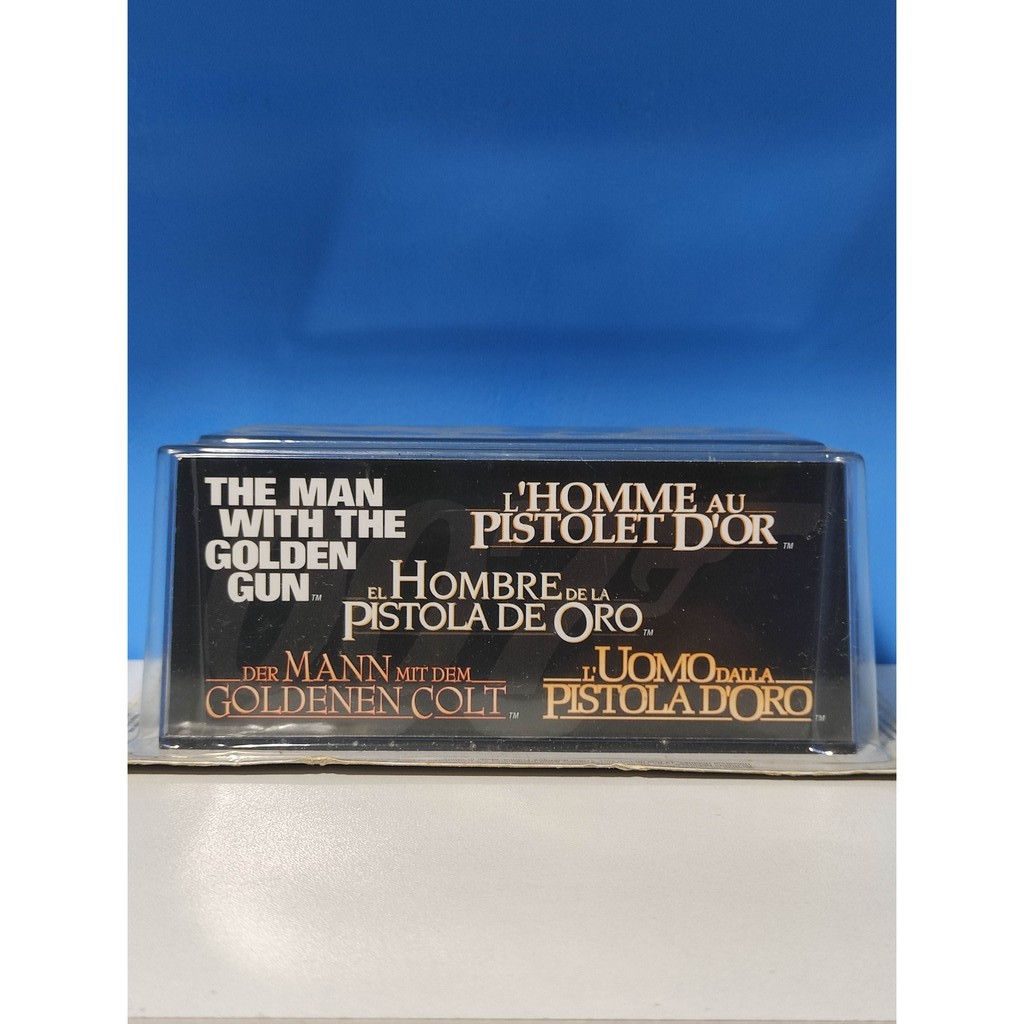 THE MAN
WITH THE
GOLDEN
GUN™
L'HOMME AU
PISTOLET D'OR™
EL HOMBRE DE LA
PISTOLA DE ORO™
DER MANN MIT DEM
GOLDENEN COLT™
L'UOMO DALLA
PISTOLA D'ORO™
007